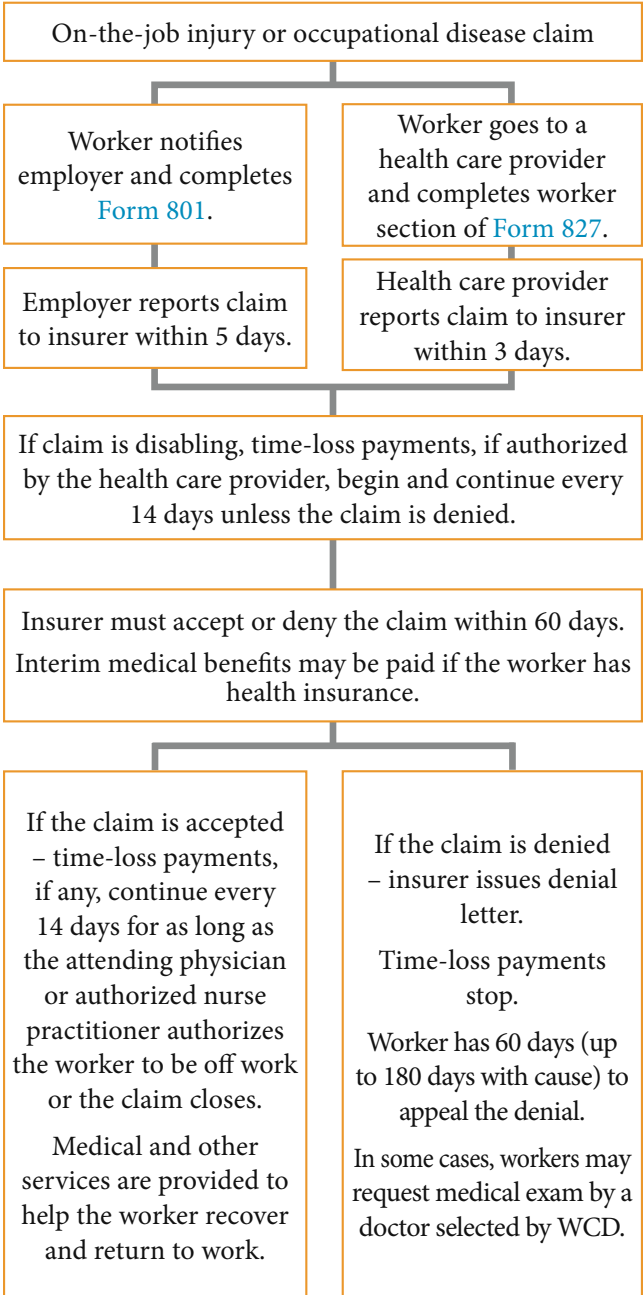 On-the-job injury or occupational disease claim
Worker notifies
employer and completes
Form 801.
Worker goes to a
health care provider
and completes worker
section of Form 827.
Employer reports claim
to insurer within 5 days.
Health care provider
reports claim to insurer
within 3 days.
If claim is disabling, time-loss payments, if authorized
by the health care provider, begin and continue every
14 days unless the claim is denied.
Insurer must accept or deny the claim within 60 days.
Interim medical benefits may be paid if the worker has
health insurance.
If the claim is accepted
– time-loss payments,
if any, continue every
14 days for as long as
the attending physician
or authorized nurse
practitioner authorizes
the worker to be off work
or the claim closes.
Medical and other
services are provided to
help the worker recover
and return to work.
If the claim is denied
– insurer issues denial
letter.
Time-loss payments
stop.
Worker has 60 days (up
to 180 days with cause) to
appeal the denial.
In some cases, workers may
request medical exam by a
doctor selected by WCD.